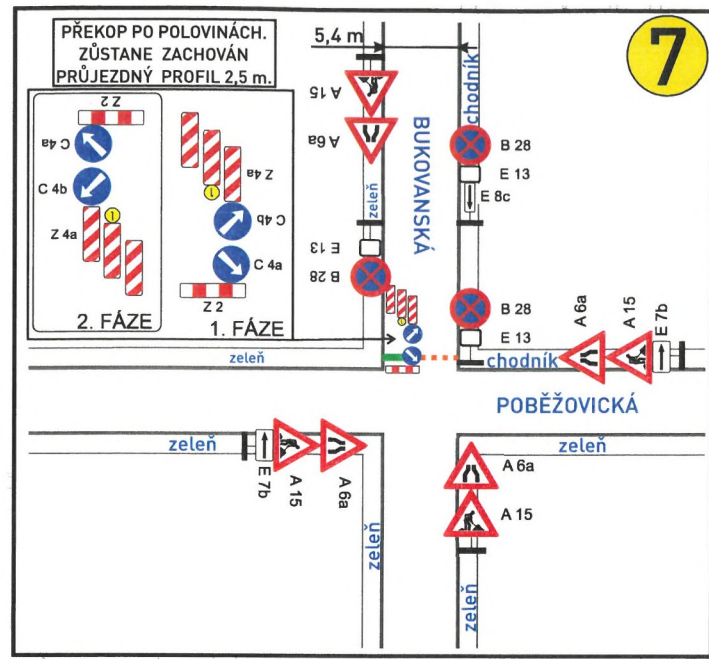 PŘEKOP PO POLOVINÁCH.
ZŮSTANE ZACHOVÁN
PRŮJEZDNÝ PROFIL 2,5 m.
5,4 m
7
Z 2
C 4a
C 4b
1
Z 4a
2. FÁZE
Z 4a
1
C 4b
C 4a
Z 2
1. FÁZE
A 15
A 6a
zeleň
BUKOVANSKÁ
E 13
B 28
chodník
B 28
E 13
E 8c
B 28
E 13
zeleň
chodník
A 6a
A 15
E 7b
POBĚŽOVICKÁ
zeleň
E 7b
A 15
A 6a
zeleň
A 6a
A 15
zeleň
zeleň